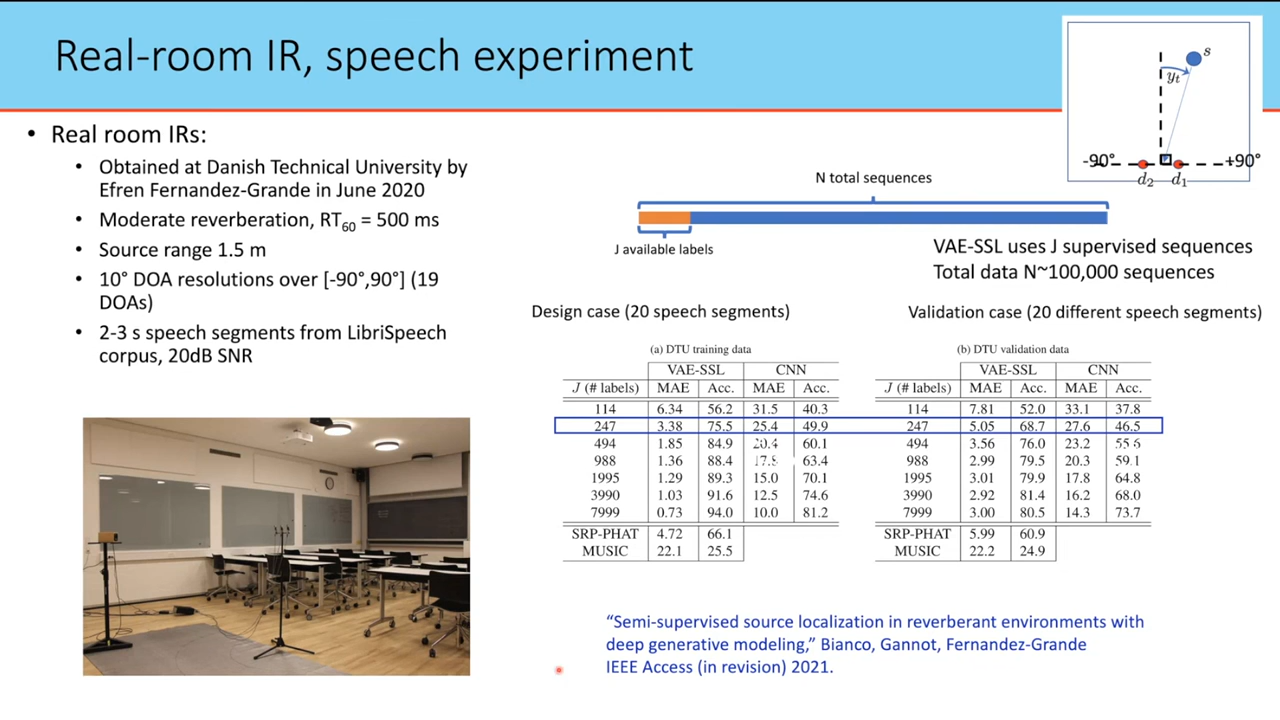 Real-room IR, speech experiment
s
y_t
-90°
+90°
d_2
d_1
• Real room IRs:
• Obtained at Danish Technical University by
Efren Fernandez-Grande in June 2020
• Moderate reverberation, RT60 = 500 ms
• Source range 1.5 m
• 10° DOA resolutions over [-90°,90°] (19
DOAs)
• 2-3 s speech segments from LibriSpeech
corpus, 20dB SNR
N total sequences
J available labels
VAE-SSL uses J supervised sequences
Total data N~100,000 sequences
Design case (20 speech segments)
(a) DTU training data
VAE-SSL CNN
J (# labels) MAE Acc. MAE Acc.
114 6.34 56.2 31.5 40.3
247 3.38 75.5 25.4 49.9
494 1.85 84.9 20.4 60.1
988 1.36 88.4 17.8 63.4
1995 1.29 89.3 15.0 70.1
3990 1.03 91.6 12.5 74.6
7999 0.73 94.0 10.0 81.2
SRP-PHAT 4.72 66.1
MUSIC 22.1 25.5
Validation case (20 different speech segments)
(b) DTU validation data
VAE-SSL CNN
J (# labels) MAE Acc. MAE Acc.
114 7.81 52.0 33.1 37.8
247 5.05 68.7 27.6 46.5
494 3.56 76.0 23.2 55.6
988 2.99 79.5 20.3 59.1
1995 3.01 79.9 17.8 64.8
3990 2.92 81.4 16.2 68.0
7999 3.00 80.5 14.3 73.7
SRP-PHAT 5.99 60.9
MUSIC 22.2 24.9
“Semi-supervised source localization in reverberant environments with
deep generative modeling,” Bianco, Gannot, Fernandez-Grande
IEEE Access (in revision) 2021.